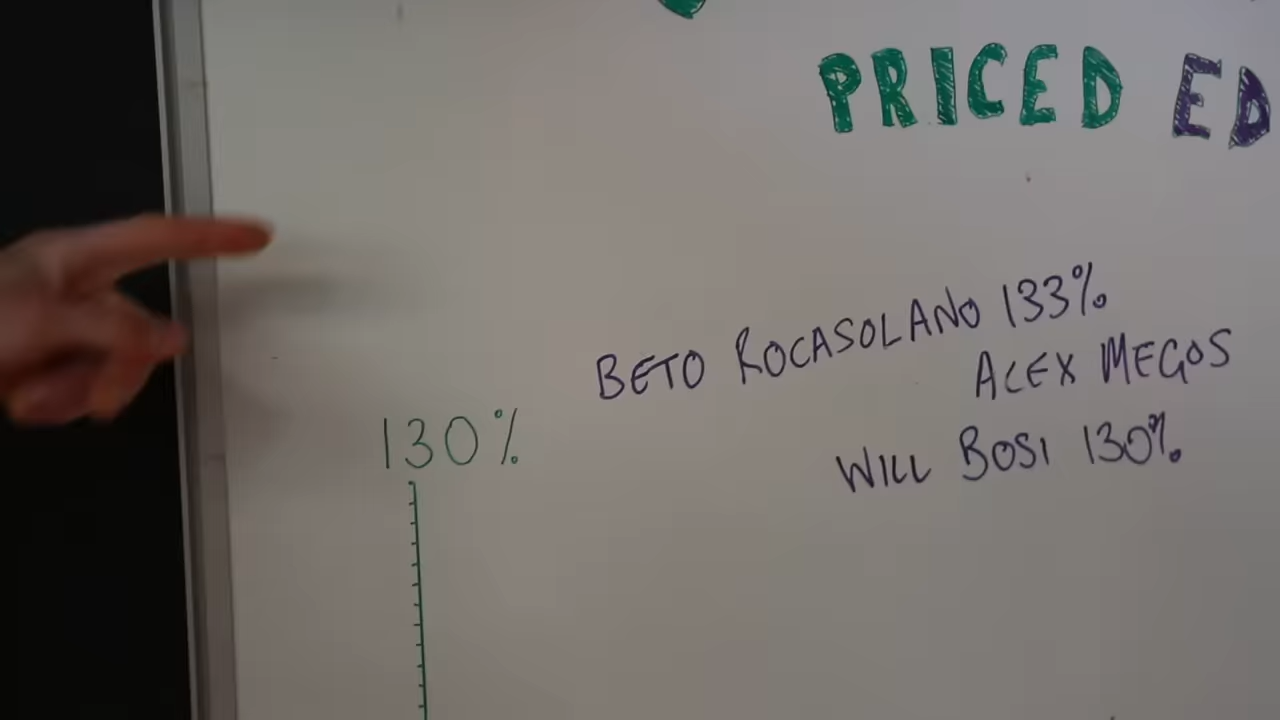 PRICED ED
BETO ROCASOLANO 133%
ALEX MEGOS
WILL BOSI 130%
130%